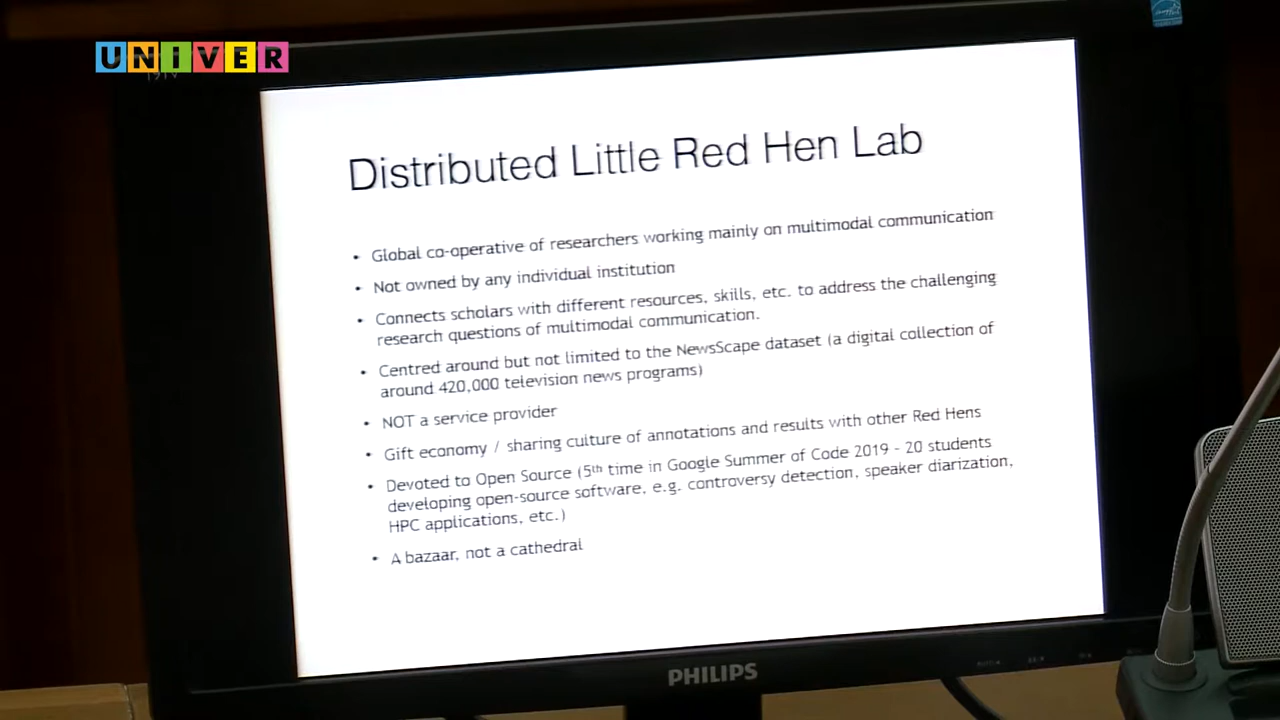 UNIVER
Distributed Little Red Hen Lab
• Global co-operative of researchers working mainly on multimodal communication
• Not owned by any individual institution
• Connects scholars with different resources, skills, etc. to address the challenging
research questions of multimodal communication.
• Centred around but not limited to the NewsScape dataset (a digital collection of
around 420,000 television news programs)
• NOT a service provider
• Gift economy / sharing culture of annotations and results with other Red Hens
• Devoted to Open Source (5th time in Google Summer of Code 2019 - 20 students
developing open-source software, e.g. controversy detection, speaker diarization,
HPC applications, etc.)
• A bazaar, not a cathedral
PHILIPS